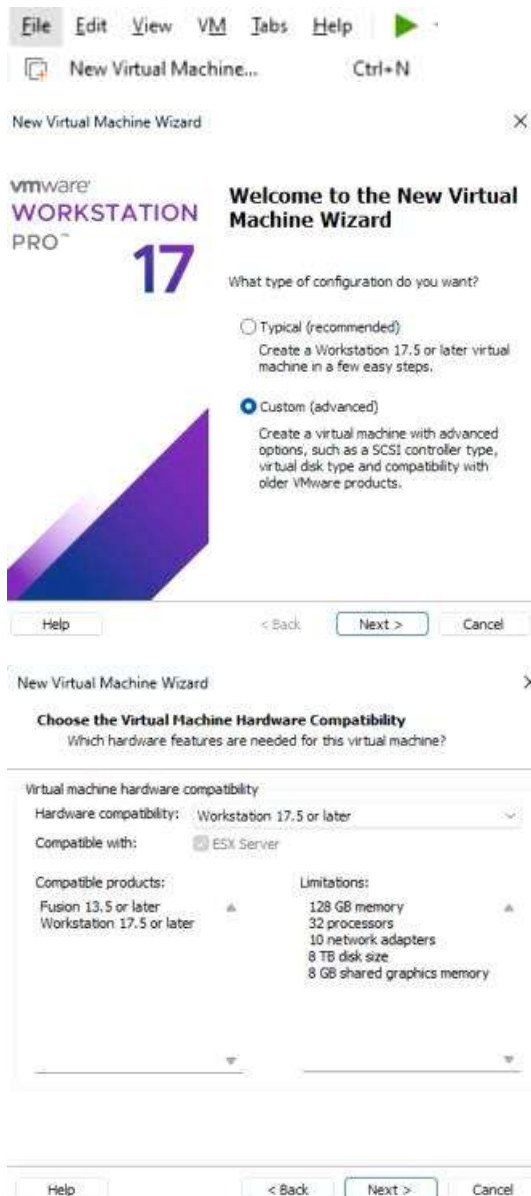 File Edit View VM Tabs Help
New Virtual Machine... Ctrl+N
New Virtual Machine Wizard
vmware
WORKSTATION
PRO™
17
Welcome to the New Virtual
Machine Wizard
What type of configuration do you want?
Typical (recommended)
Create a Workstation 17.5 or later virtual
machine in a few easy steps.
Custom (advanced)
Create a virtual machine with advanced
options, such as a SCSI controller type,
virtual disk type and compatibility with
older VMware products.
Help < Back Next > Cancel
New Virtual Machine Wizard
Choose the Virtual Machine Hardware Compatibility
Which hardware features are needed for this virtual machine?
Virtual machine hardware compatibility
Hardware compatibility: Workstation 17.5 or later
Compatible with: ESX Server
Compatible products:
Fusion 13.5 or later
Workstation 17.5 or later
Limitations:
128 GB memory
32 processors
10 network adapters
8 TB disk size
8 GB shared graphics memory
Help < Back Next > Cancel